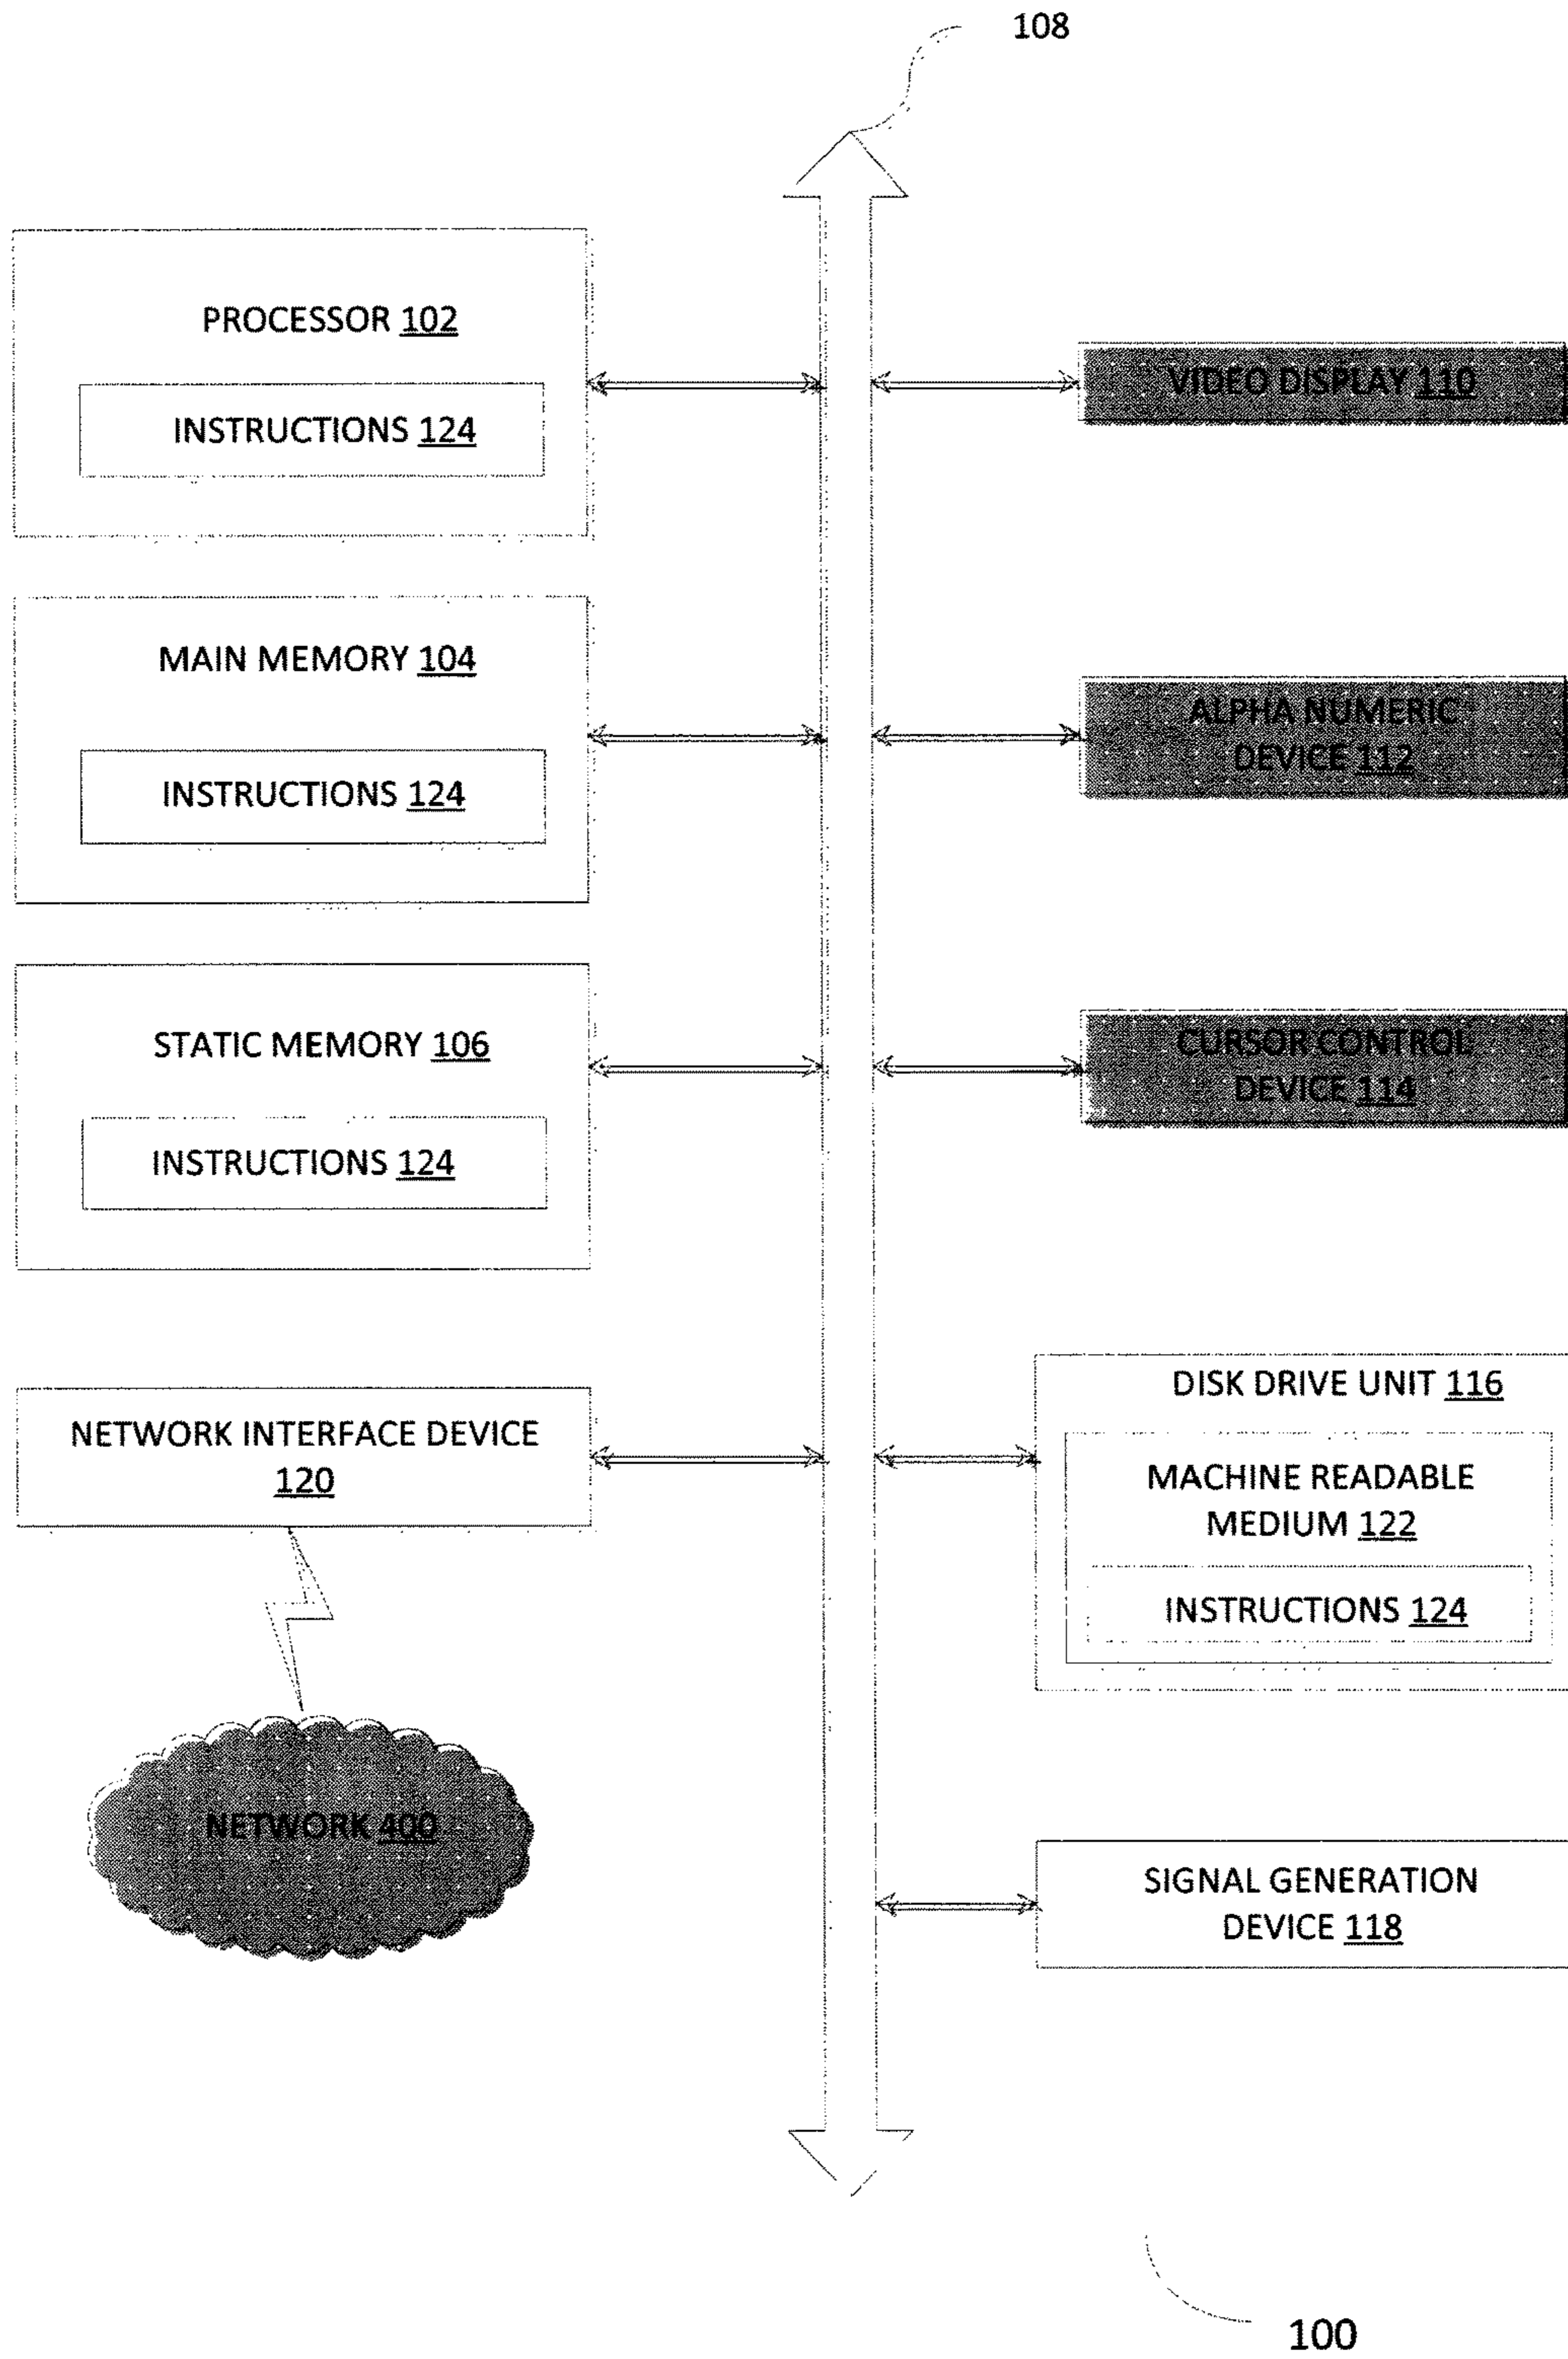 108
PROCESSOR 102
INSTRUCTIONS 124
MAIN MEMORY 104
INSTRUCTIONS 124
STATIC MEMORY 106
INSTRUCTIONS 124
NETWORK INTERFACE DEVICE
120
NETWORK 400
VIDEO DISPLAY 110
ALPHA NUMERIC
DEVICE 112
CURSOR CONTROL
DEVICE 114
DISK DRIVE UNIT 116
MACHINE READABLE
MEDIUM 122
INSTRUCTIONS 124
SIGNAL GENERATION
DEVICE 118
100